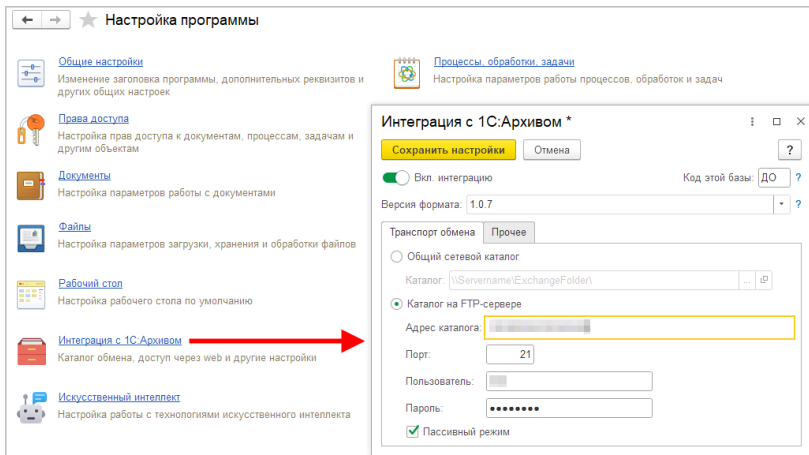 Настройка программы
Общие настройки
Изменение заголовка программы, дополнительных реквизитов и
других общих настроек
Права доступа
Настройка прав доступа к документам, процессам, задачам и
другим объектам
Документы
Настройка параметров работы с документами
Файлы
Настройка параметров загрузки, хранения и обработки файлов
Рабочий стол
Настройка рабочего стола по умолчанию
Интеграция с 1С:Архивом
Каталог обмена, доступ через web и другие настройки
Искусственный интеллект
Настройка работы с технологиями искусственного интеллекта
Процессы, обработки, задачи
Настройка параметров работы процессов, обработок и задач
Интеграция с 1С:Архивом *
Сохранить настройки Отмена ?
Вкл. интеграцию Код этой базы: ДО ?
Версия формата: 1.0.7 ?
Транспорт обмена Прочее
Общий сетевой каталог
Каталог: \\Servername\ExchangeFolder\ ...
Каталог на FTP-сервере
Адрес каталога:
Порт: 21
Пользователь:
Пароль: ••••••••
Пассивный режим